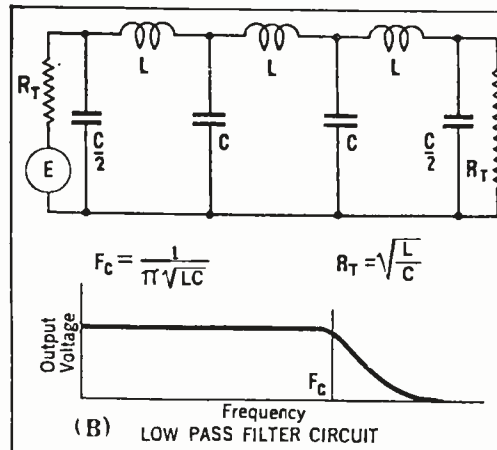 L L L
R_T
E
C/2
C
C
C/2
R_T
F_C = 1/(π√LC)
R_T = √(L/C)
Output Voltage
F_C
Frequency
(B) LOW PASS FILTER CIRCUIT